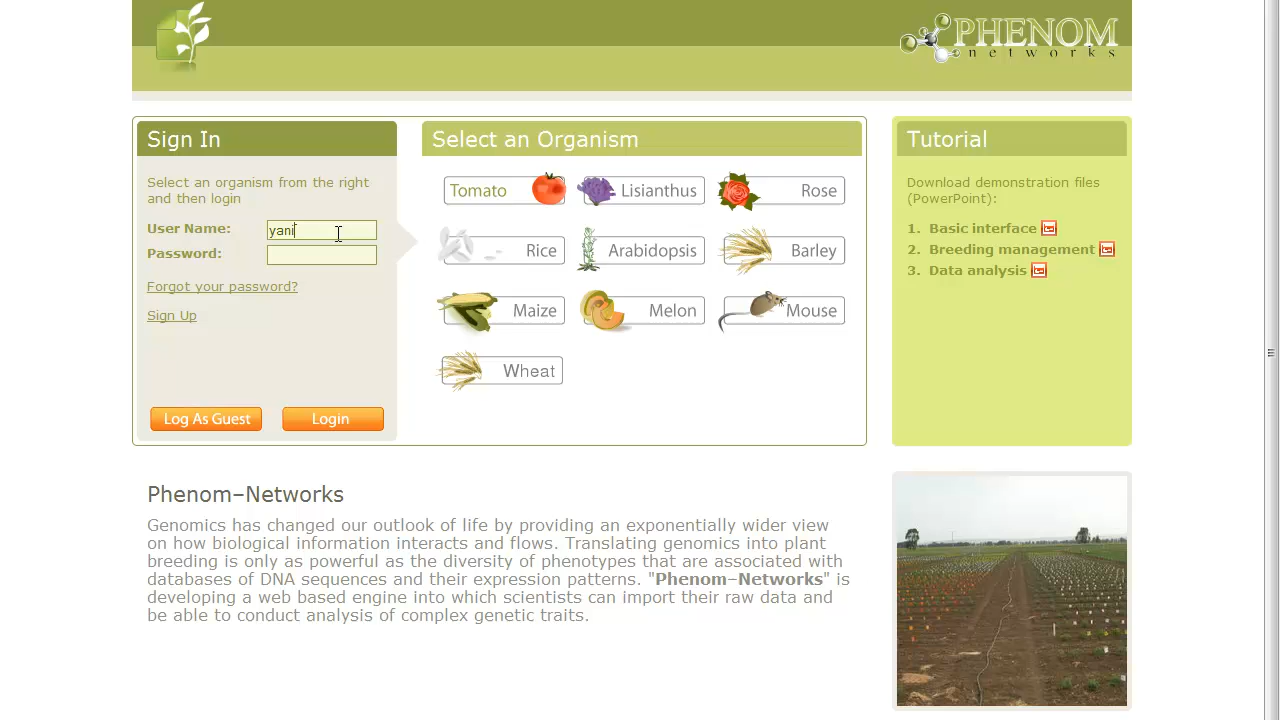 PHENOM
networks
Sign In
Select an organism from the right
and then login
User Name:
yani
Password:
Forgot your password?
Sign Up
Log As Guest
Login
Select an Organism
Tomato
Lisianthus
Rose
Rice
Arabidopsis
Barley
Maize
Melon
Mouse
Wheat
Tutorial
Download demonstration files
(PowerPoint):
1. Basic interface
2. Breeding management
3. Data analysis
Phenom–Networks
Genomics has changed our outlook of life by providing an exponentially wider view
on how biological information interacts and flows. Translating genomics into plant
breeding is only as powerful as the diversity of phenotypes that are associated with
databases of DNA sequences and their expression patterns. "Phenom–Networks" is
developing a web based engine into which scientists can import their raw data and
be able to conduct analysis of complex genetic traits.